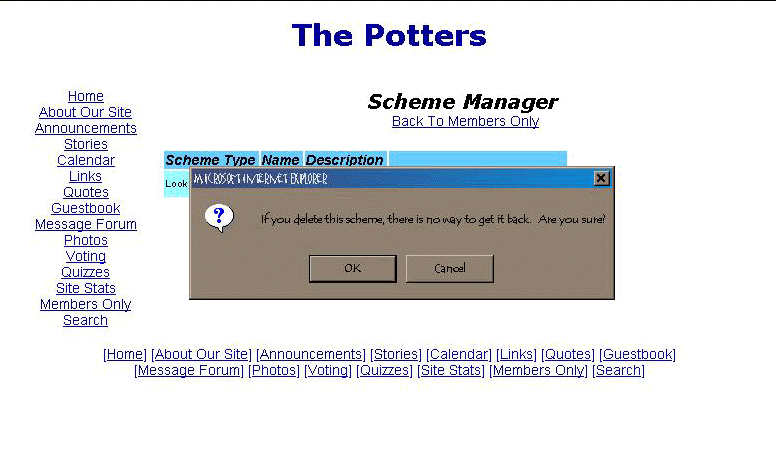 The Potters
Home
About Our Site
Announcements
Stories
Calendar
Links
Quotes
Guestbook
Message Forum
Photos
Voting
Quizzes
Site Stats
Members Only
Search
Scheme Manager
Back To Members Only
Scheme Type Name Description
Look
MICROSOFT INTERNET EXPLORER
?
If you delete this scheme, there is no way to get it back. Are you sure?
OK Cancel
[Home] [About Our Site] [Announcements] [Stories] [Calendar] [Links] [Quotes] [Guestbook]
[Message Forum] [Photos] [Voting] [Quizzes] [Site Stats] [Members Only] [Search]